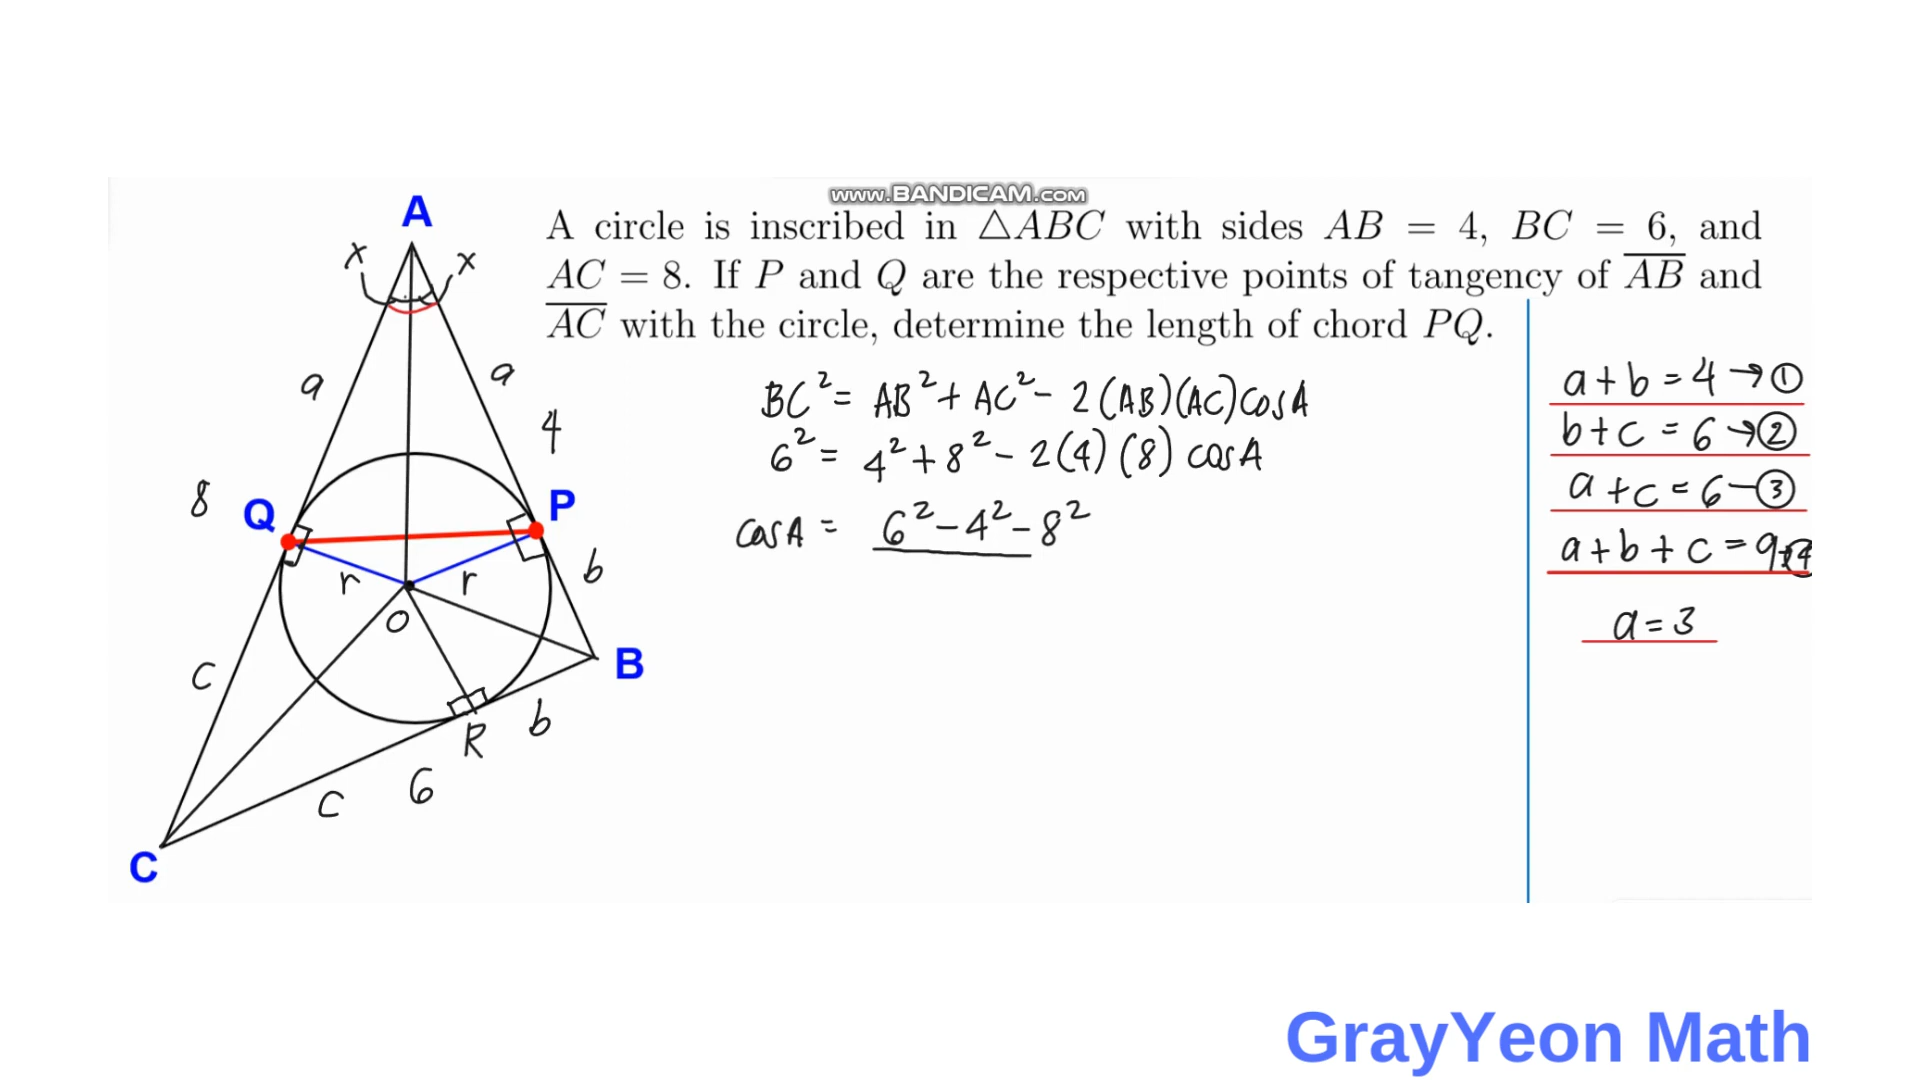 www.BANDICAM.com
A circle is inscribed in △ABC with sides AB = 4, BC = 6, and
AC = 8. If P and Q are the respective points of tangency of \overline{AB} and
\overline{AC} with the circle, determine the length of chord PQ.
A
x
x
a
a
4
8
Q
P
r
r
b
O
B
c
R
b
c
6
C
BC² = AB² + AC² - 2(AB)(AC)cosA
6² = 4² + 8² - 2(4)(8) cosA
cosA = 6² - 4² - 8²
a + b = 4 → ①
b + c = 6 → ②
a + c = 6 – ③
a + b + c = 9
a = 3
GrayYeon Math